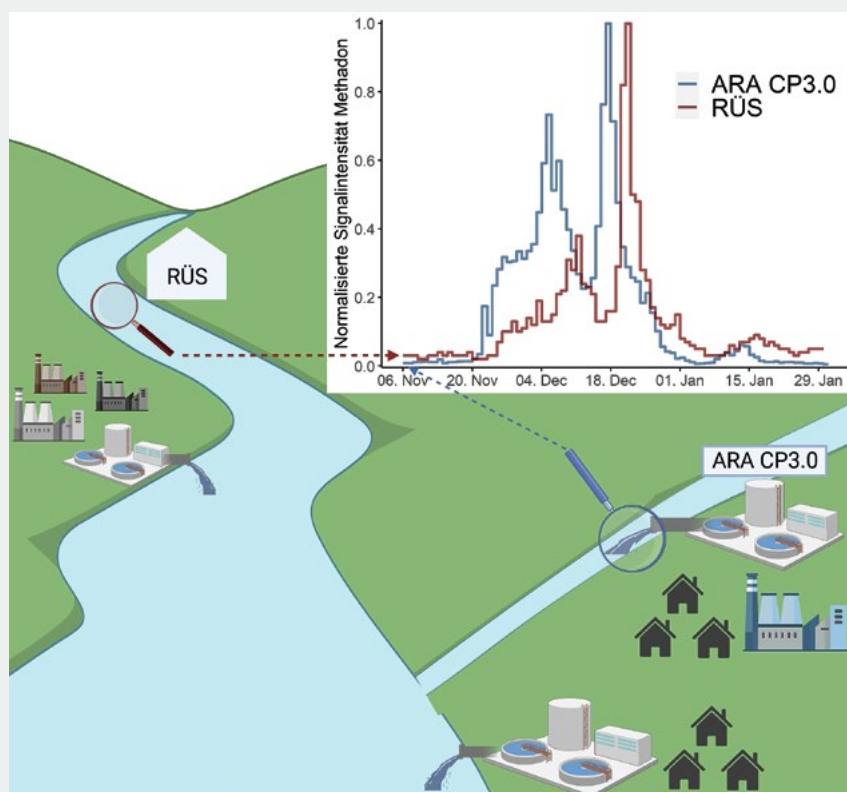 Normalisierte Signalintensität Methadon
1.0
0.8
0.6
0.4
0.2
0.0
06. Nov
20. Nov
04. Dec
18. Dec
01. Jan
15. Jan
29. Jan
ARA CP3.0
RÜS
RÜS
ARA CP3.0